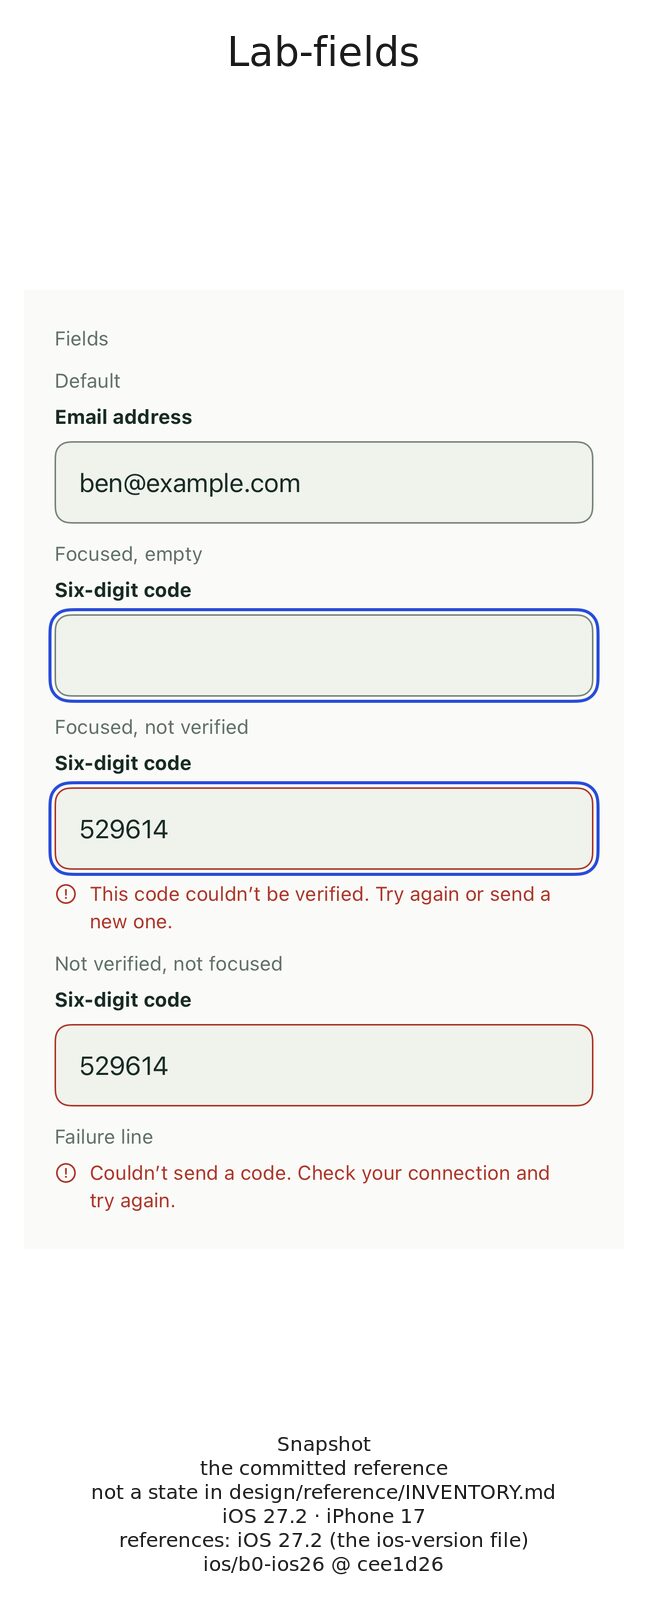 Lab-fields
Fields
Default
Email address
ben@example.com
Focused, empty
Six-digit code
Focused, not verified
Six-digit code
529614
This code couldn’t be verified. Try again or send a
new one.
Not verified, not focused
Six-digit code
529614
Failure line
Couldn’t send a code. Check your connection and
try again.
Snapshot
the committed reference
not a state in design/reference/INVENTORY.md
iOS 27.2 · iPhone 17
references: iOS 27.2 (the ios-version file)
ios/b0-ios26 @ cee1d26